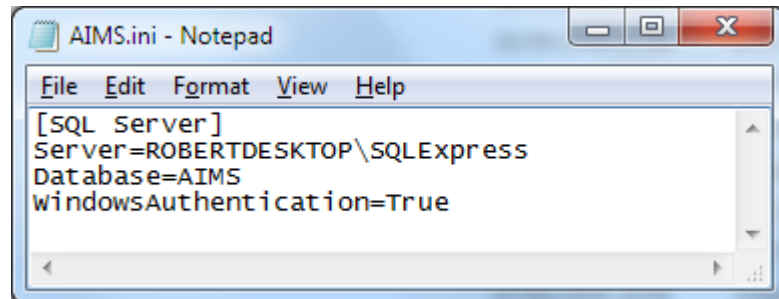 AIMS.ini - Notepad
File Edit Format View Help
[SQL Server]
Server=ROBERTDESKTOP\SQLExpress
Database=AIMS
WindowsAuthentication=True